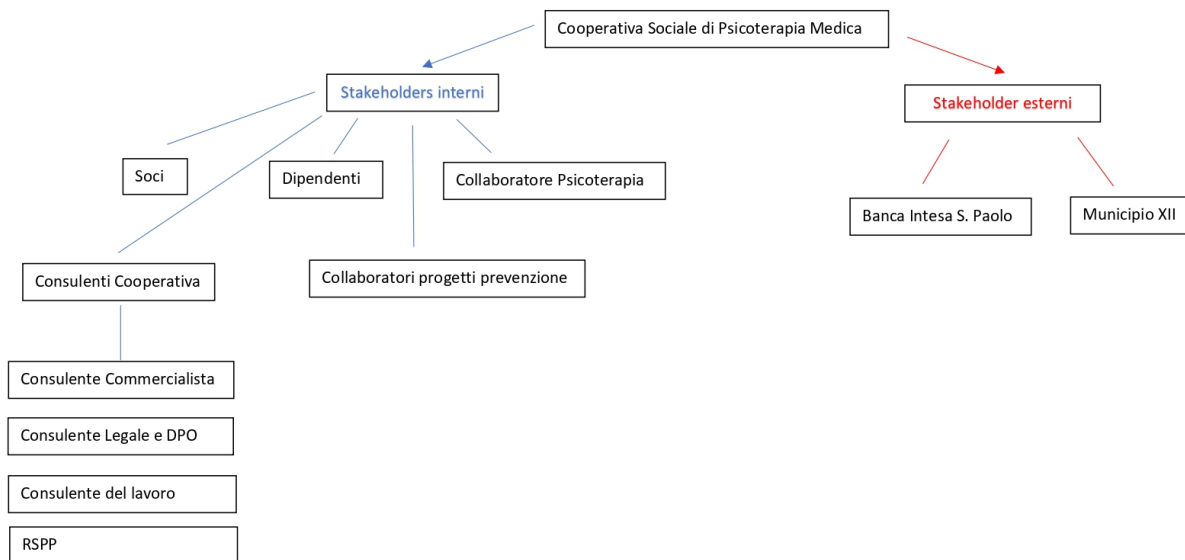 Cooperativa Sociale di Psicoterapia Medica
Stakeholders interni
Stakeholder esterni
Soci
Dipendenti
Collaboratore Psicoterapia
Banca Intesa S. Paolo
Municipio XII
Consulenti Cooperativa
Collaboratori progetti prevenzione
Consulente Commercialista
Consulente Legale e DPO
Consulente del lavoro
RSPP